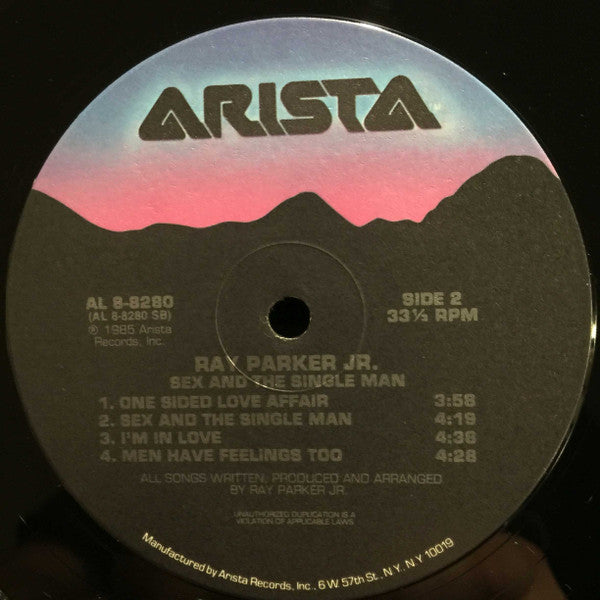 ARISTA
AL 8-8280
(AL 8-8280 SB)
℗ 1985 Arista
Records, Inc.
SIDE 2
33⅓ RPM
RAY PARKER JR.
SEX AND THE SINGLE MAN
1. ONE SIDED LOVE AFFAIR 3:58
2. SEX AND THE SINGLE MAN 4:19
3. I'M IN LOVE 4:38
4. MEN HAVE FEELINGS TOO 4:28
ALL SONGS WRITTEN, PRODUCED AND ARRANGED
BY RAY PARKER JR.
UNAUTHORIZED DUPLICATION IS A
VIOLATION OF APPLICABLE LAWS
Manufactured by Arista Records, Inc., 6 W. 57th St., N.Y., N.Y. 10019